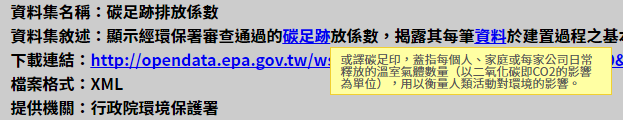 資料集名稱：碳足跡排放係數
資料集敘述：顯示經環保署審查通過的碳足跡放係數，揭露其每筆資料於建置過程之基本
下載連結：http://opendata.epa.gov.tw/ws
或譯碳足印，蓋指每個人、家庭或每家公司日常
釋放的溫室氣體數量（以二氧化碳即CO2的影響
為單位），用以衡量人類活動對環境的影響。
檔案格式：XML
提供機關：行政院環境保護署